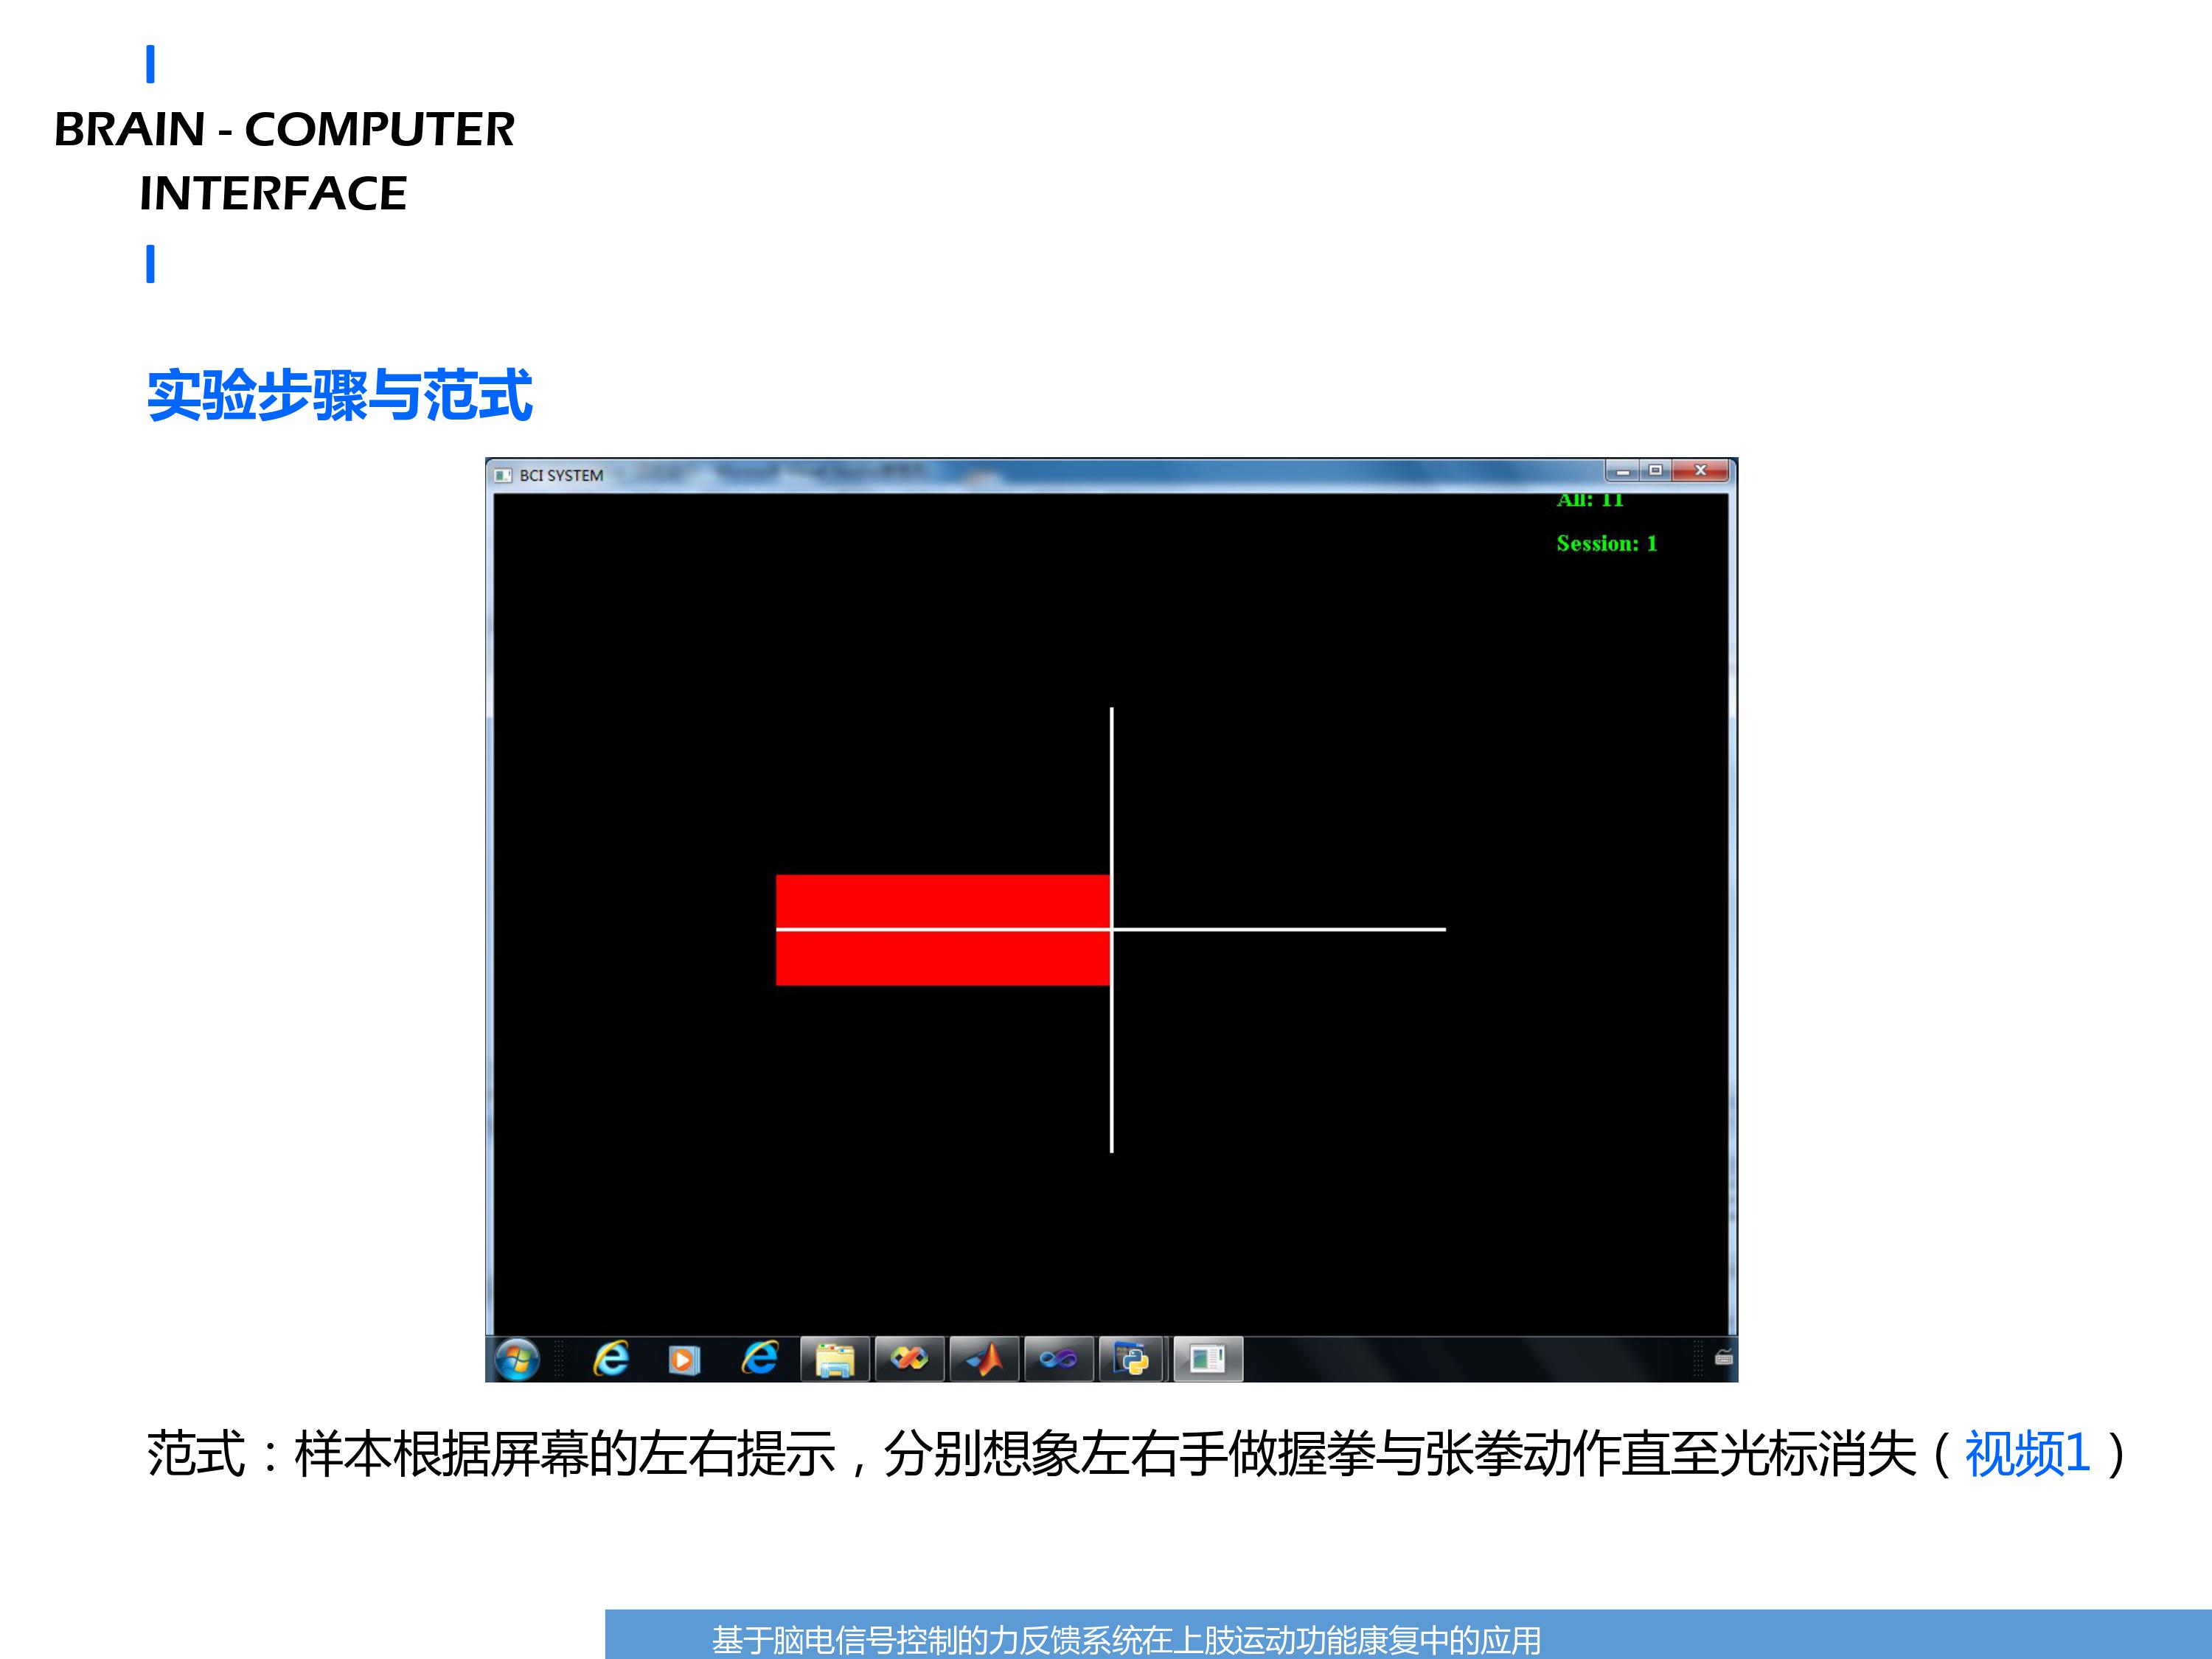 BRAIN - COMPUTER
INTERFACE
实验步骤与范式
BCI SYSTEM
All: 11
Session: 1
范式：样本根据屏幕的左右提示，分别想象左右手做握拳与张拳动作直至光标消失（视频1）
基于脑电信号控制的力反馈系统在上肢运动功能康复中的应用